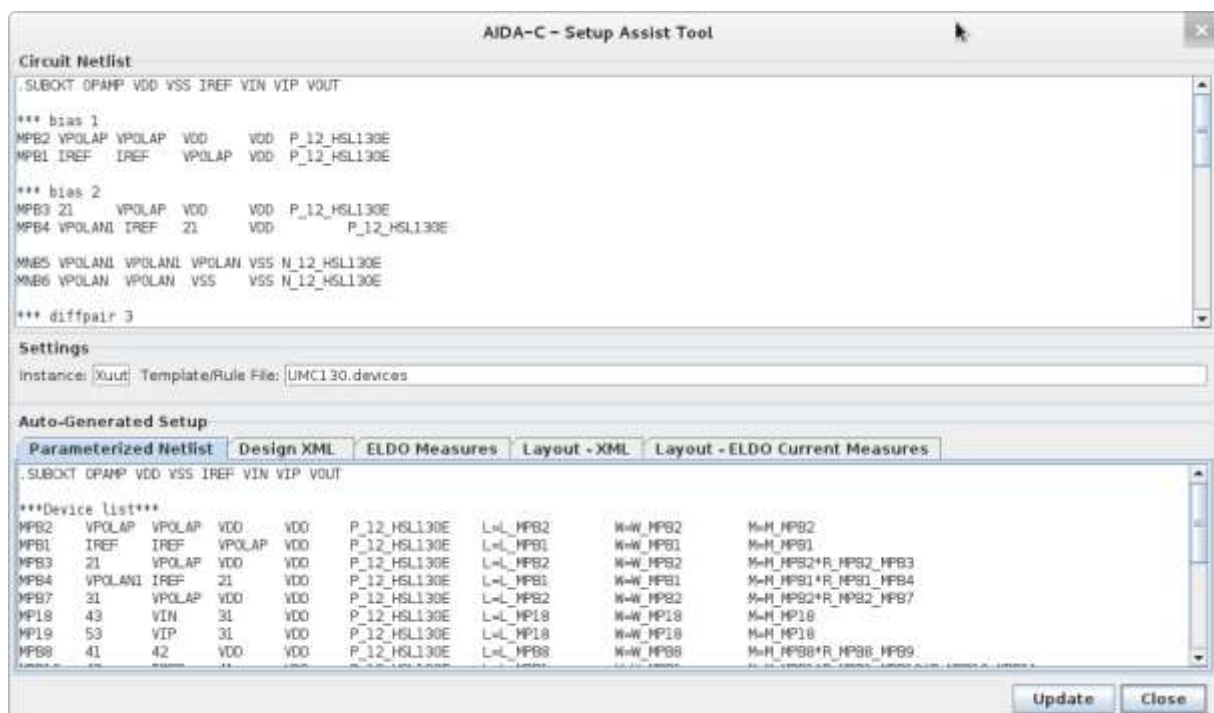 AIDA-C - Setup Assist Tool
Circuit Netlist
.SUBCKT OPAMP VDD VSS IREF VIN VIP VOUT
*** bias 1
MPB2 VPOLAP VPOLAP VDD VDD P_12_HSL130E
MPB1 IREF IREF VPOLAP VDD P_12_HSL130E
*** bias 2
MPB3 21 VPOLAP VDD VDD P_12_HSL130E
MPB4 VPOLAN1 IREF 21 VDD P_12_HSL130E
MNB5 VPOLAN1 VPOLAN1 VPOLAN VSS N_12_HSL130E
MNB6 VPOLAN VPOLAN VSS VSS N_12_HSL130E
*** diffpair 3
Settings
Instance: Xuut Template/Rule File: UMC130.devices
Auto-Generated Setup
Parameterized Netlist Design XML ELDO Measures Layout - XML Layout - ELDO Current Measures
.SUBCKT OPAMP VDD VSS IREF VIN VIP VOUT
***Device list***
MPB2 VPOLAP VPOLAP VDD VDD P_12_HSL130E L=L_MPB2 W=W_MPB2 M=M_MPB2
MPB1 IREF IREF VPOLAP VDD P_12_HSL130E L=L_MPB1 W=W_MPB1 M=M_MPB1
MPB3 21 VPOLAP VDD VDD P_12_HSL130E L=L_MPB2 W=W_MPB2 M=M_MPB2*R_MPB2_MPB3
MPB4 VPOLAN1 IREF 21 VDD P_12_HSL130E L=L_MPB1 W=W_MPB1 M=M_MPB1*R_MPB1_MPB4
MPB7 31 VPOLAP VDD VDD P_12_HSL130E L=L_MPB2 W=W_MPB2 M=M_MPB2*R_MPB2_MPB7
MP18 43 VIN 31 VDD P_12_HSL130E L=L_MP18 W=W_MP18 M=M_MP18
MP19 53 VIP 31 VDD P_12_HSL130E L=L_MP18 W=W_MP18 M=M_MP18
MPB8 41 42 VDD VDD P_12_HSL130E L=L_MPB8 W=W_MPB8 M=M_MPB8*R_MPB8_MPB9
Update Close